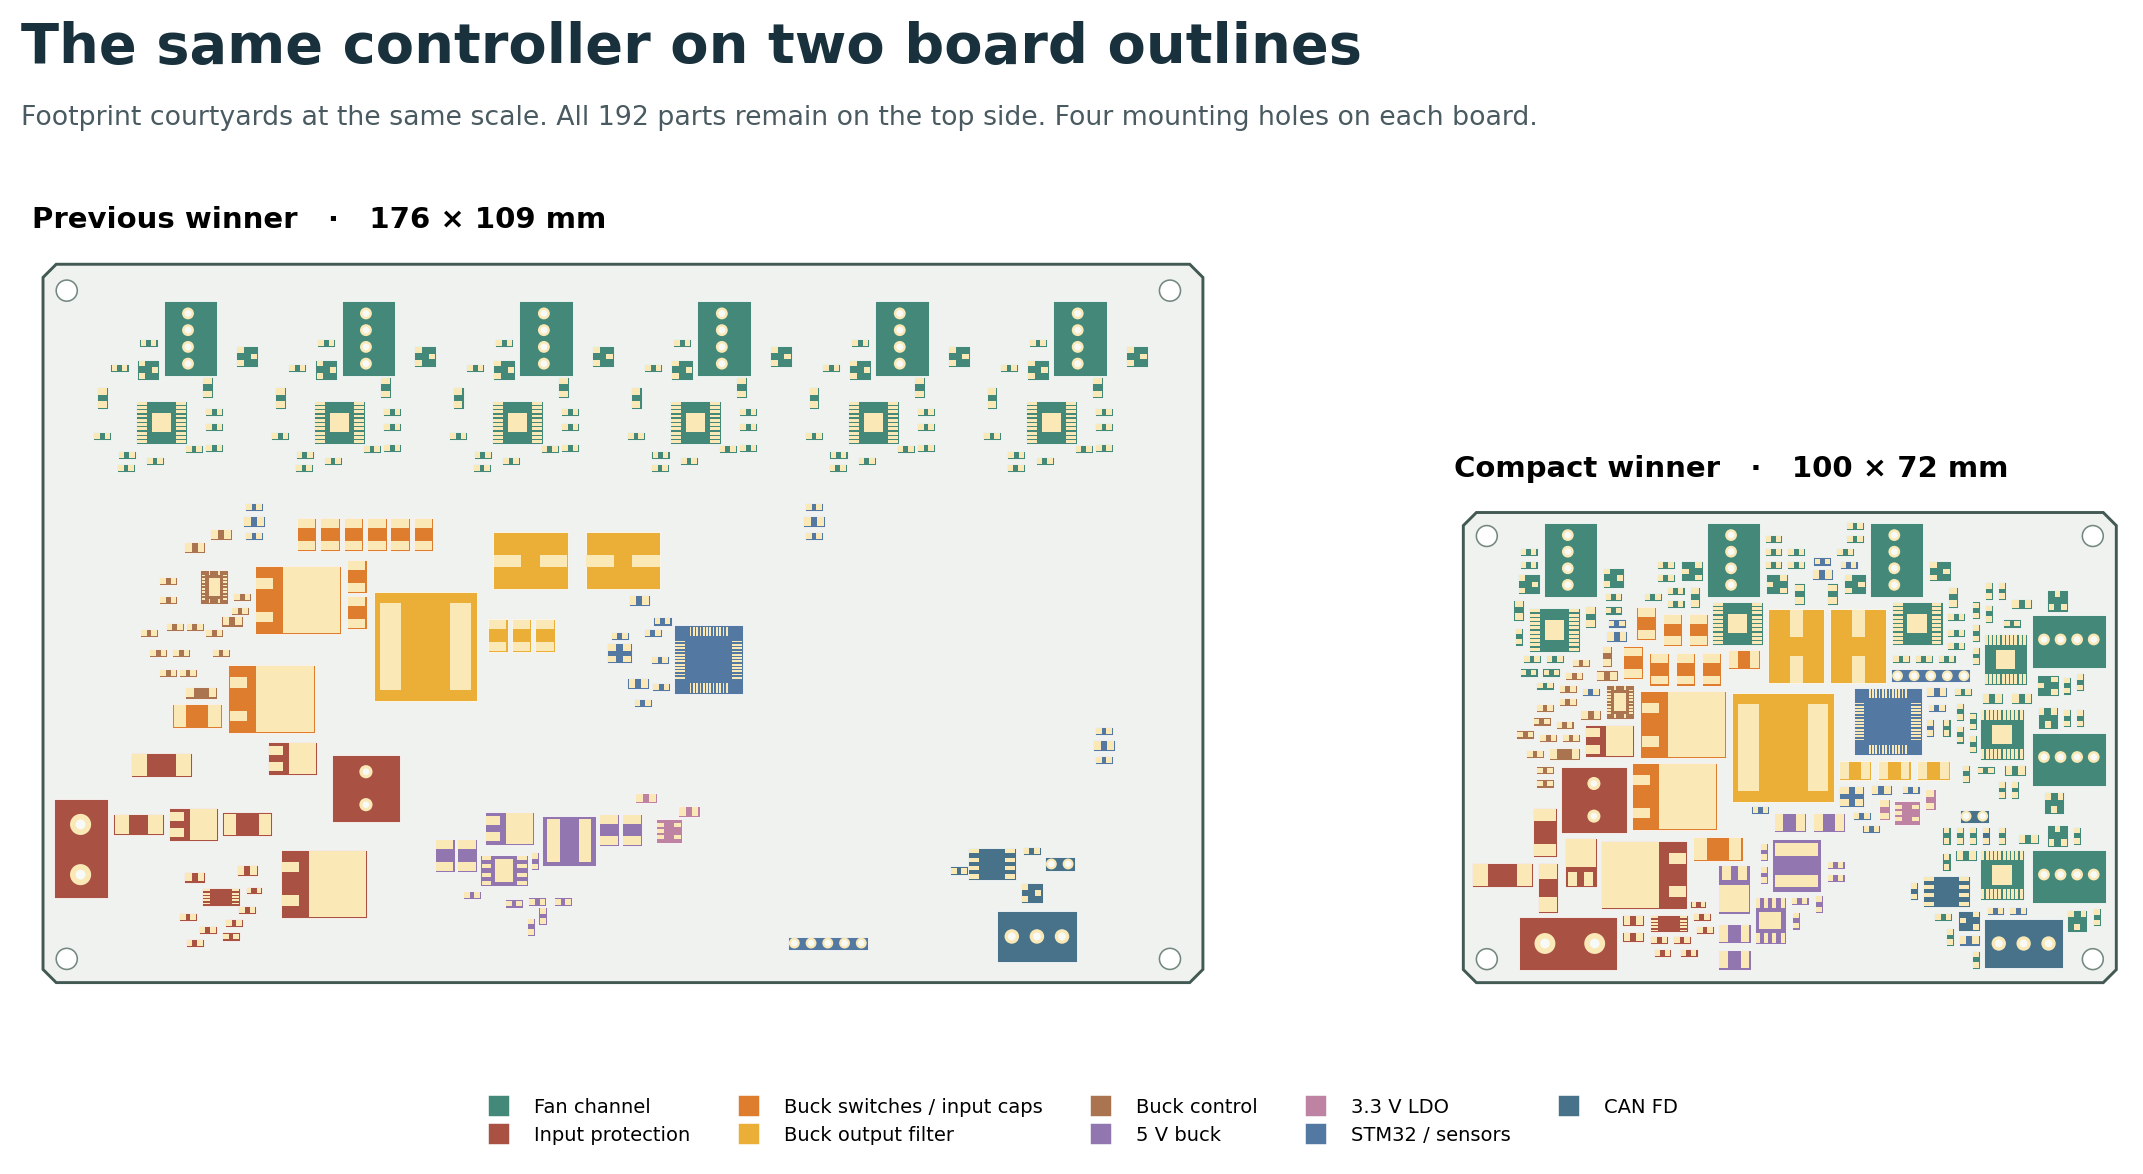 The same controller on two board outlines
Footprint courtyards at the same scale. All 192 parts remain on the top side. Four mounting holes on each board.
Previous winner · 176 × 109 mm
Compact winner · 100 × 72 mm
Fan channel
Input protection
Buck switches / input caps
Buck output filter
Buck control
5 V buck
3.3 V LDO
STM32 / sensors
CAN FD